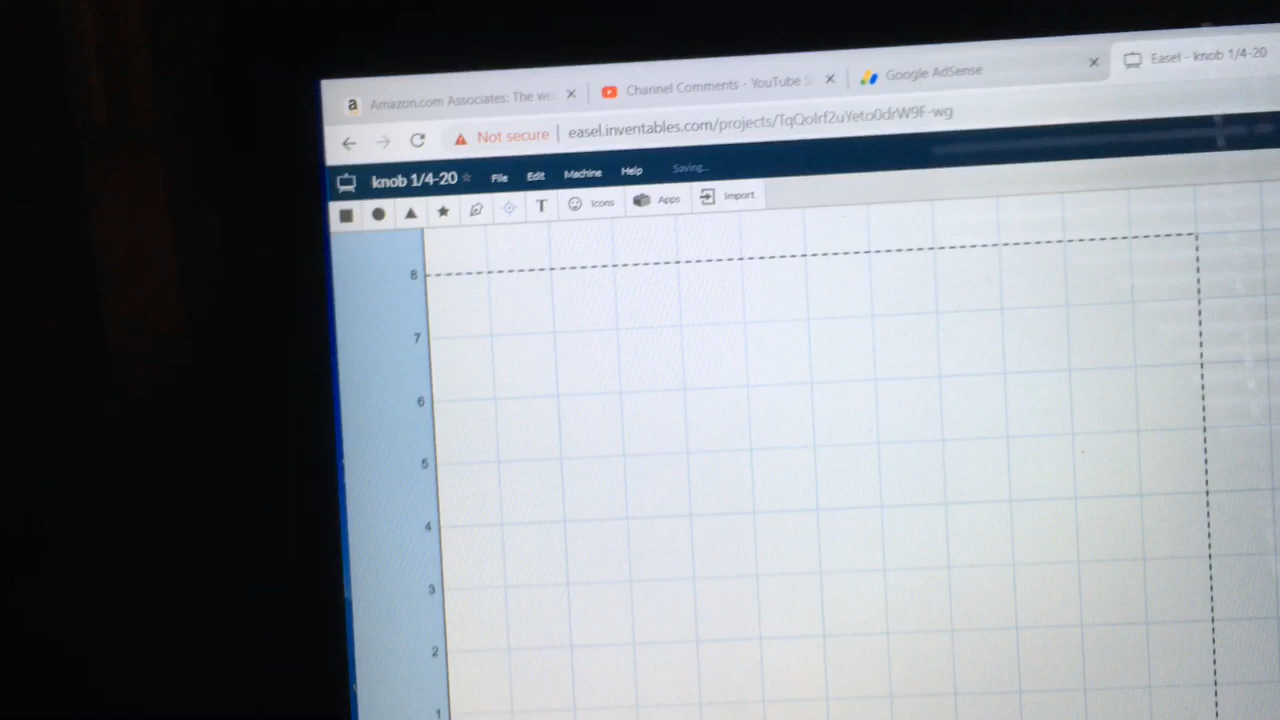 Amazon.com Associates: The we
Channel Comments - YouTube S
Google AdSense
Easel - knob 1/4-20
Not secure | easel.inventables.com/projects/TqQolrf2uYeto0drW9F-wg
knob 1/4-20 File Edit Machine Help Saving...
T Icons Apps Import
8
7
6
5
4
3
2
1